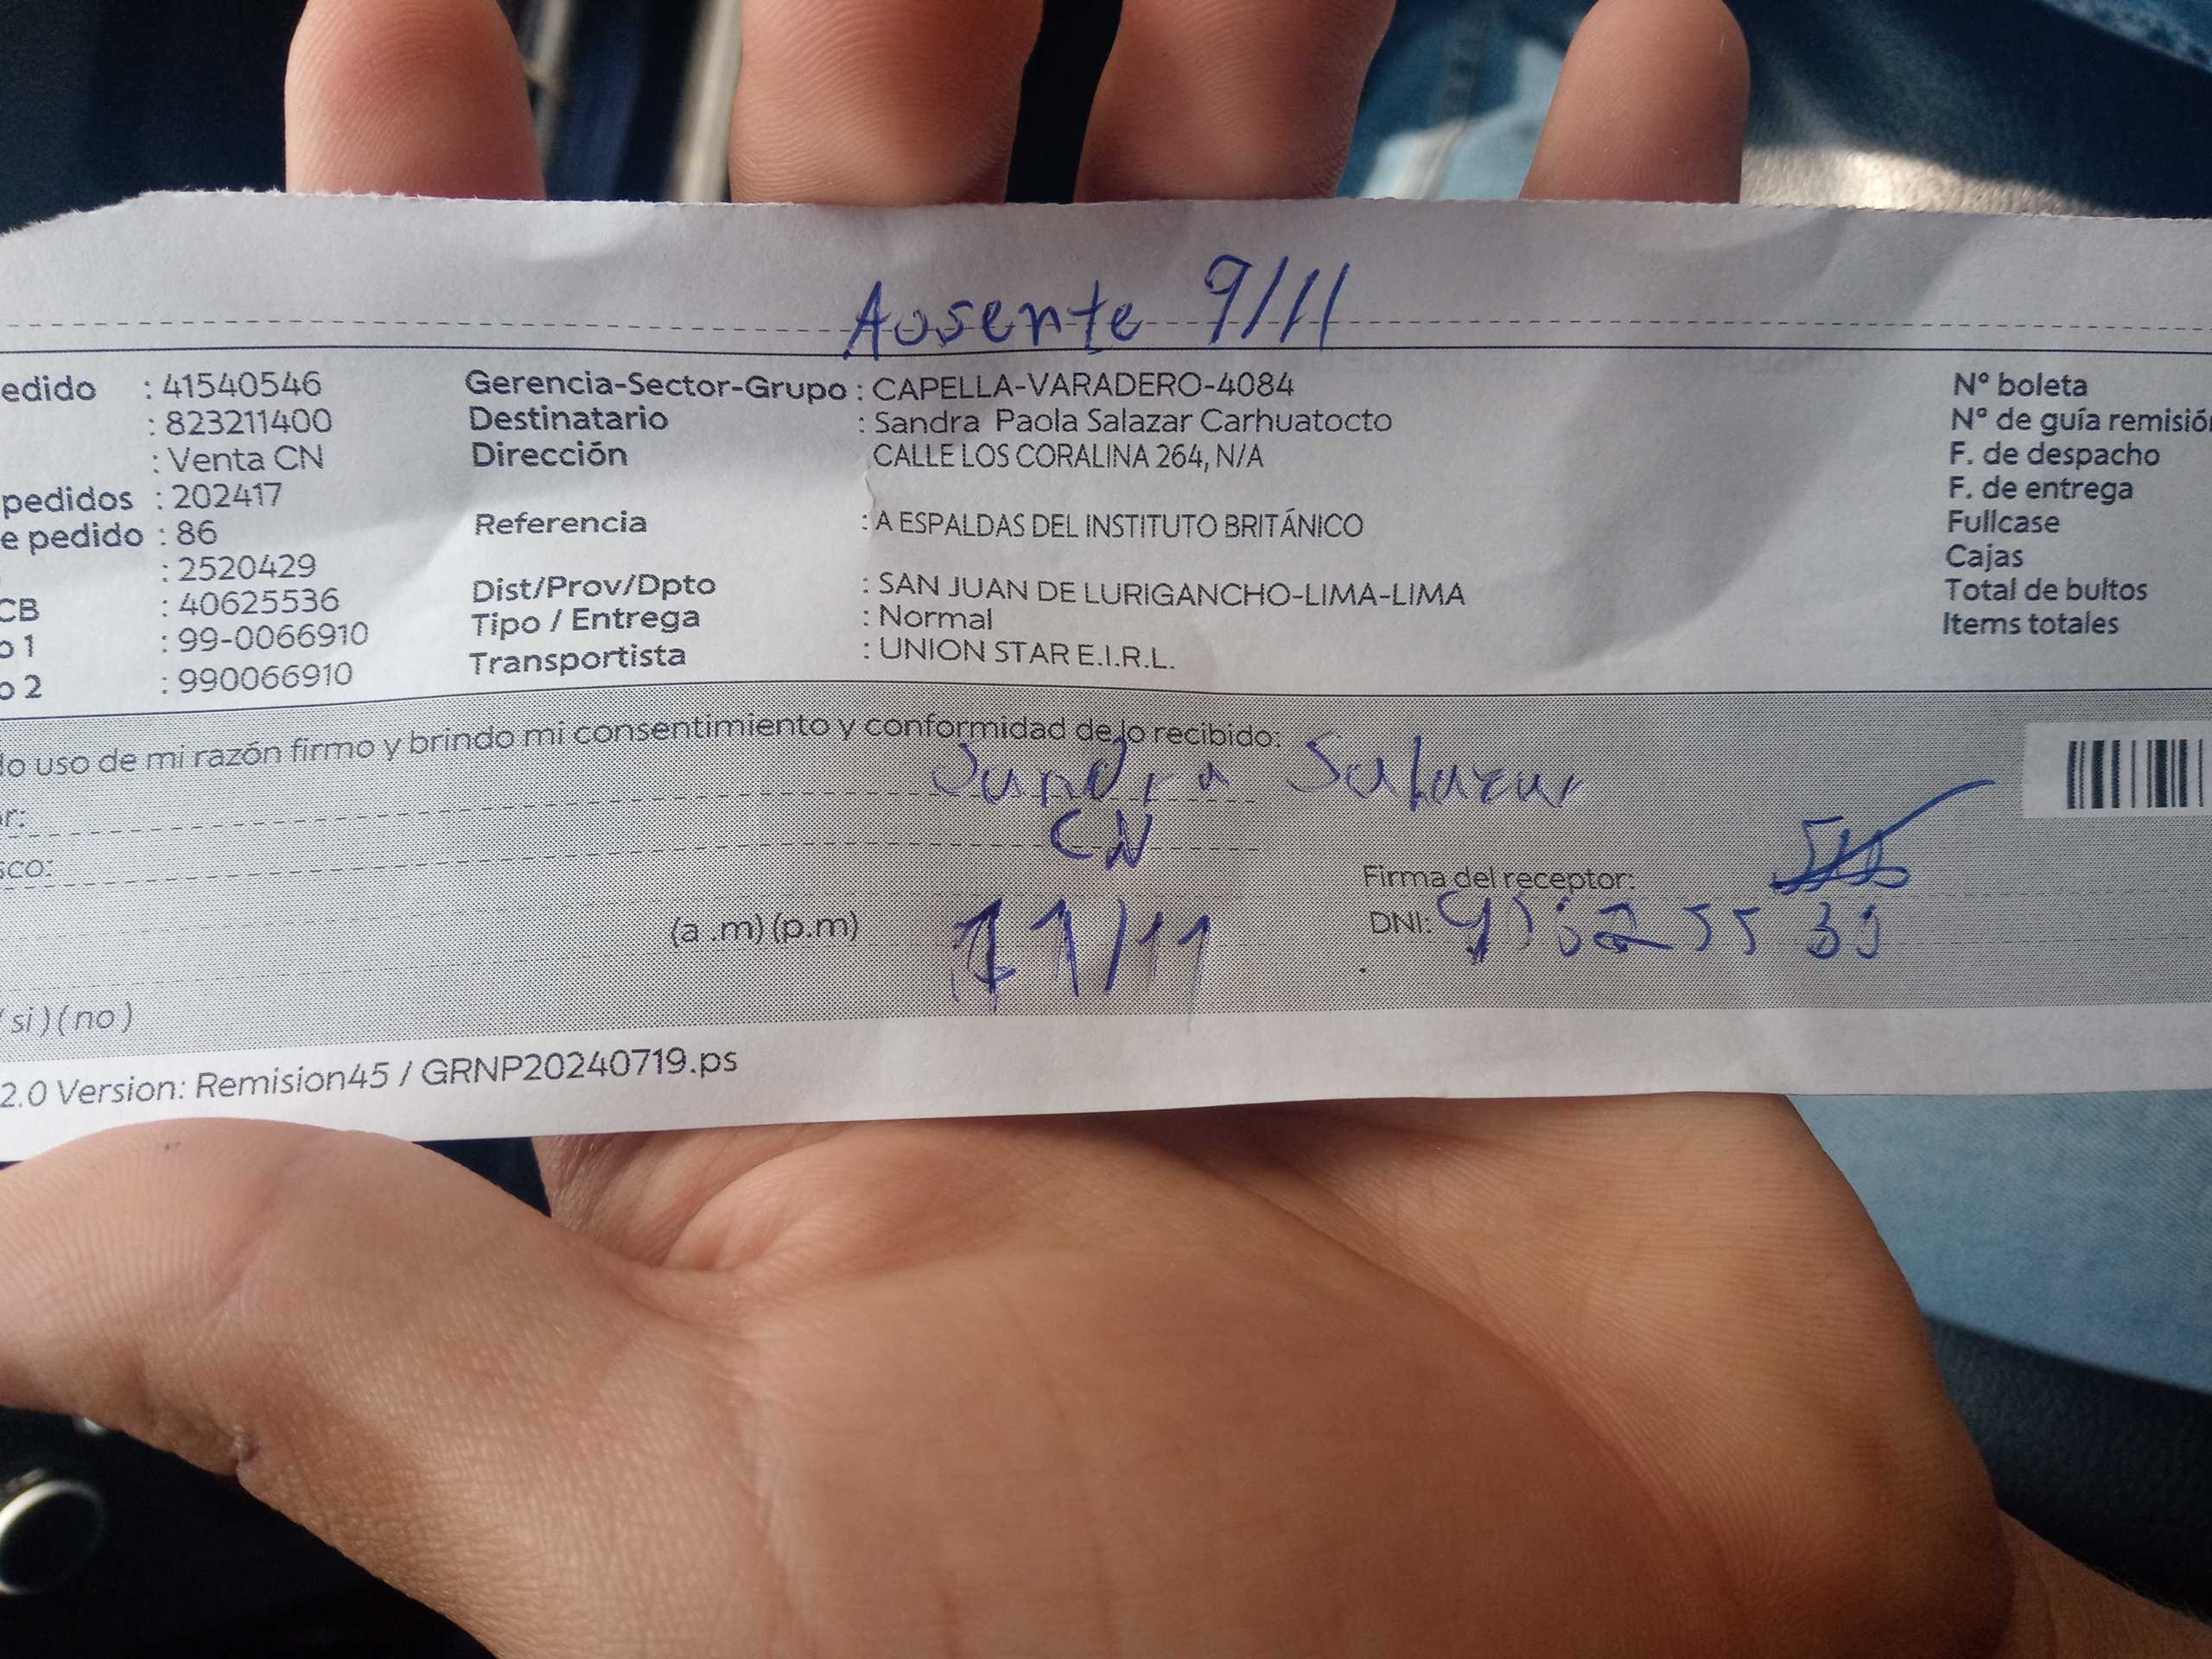 Ausente 9/11
edido : 41540546
: 823211400
: Venta CN
pedidos : 202417
e pedido : 86
: 2520429
CB : 40625536
o 1 : 99-0066910
o 2 : 990066910
Gerencia-Sector-Grupo : CAPELLA-VARADERO-4084
Destinatario : Sandra Paola Salazar Carhuatocto
Dirección CALLE LOS CORALINA 264, N/A
Referencia : A ESPALDAS DEL INSTITUTO BRITÁNICO
Dist/Prov/Dpto : SAN JUAN DE LURIGANCHO-LIMA-LIMA
Tipo / Entrega : Normal
Transportista : UNION STAR E.I.R.L.
Nº boleta
Nº de guía remisión
F. de despacho
F. de entrega
Fullcase
Cajas
Total de bultos
Items totales
lo uso de mi razón firmo y brindo mi consentimiento y conformidad de lo recibido:
Sandra Salazar
or:
CN
sco:
Firma del receptor:
(a .m) (p.m) 11/11 DNI:
( si ) ( no )
2.0 Version: Remision45 / GRNP20240719.ps